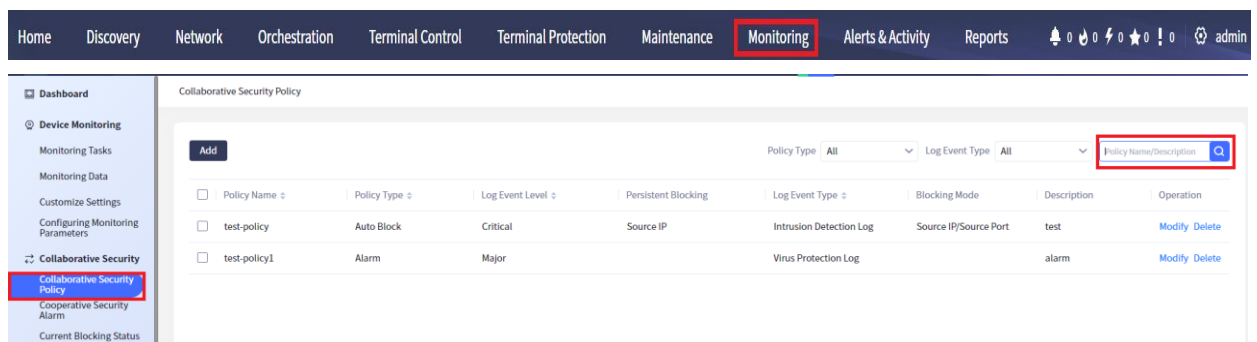 Home Discovery Network Orchestration Terminal Control Terminal Protection Maintenance Monitoring Alerts & Activity Reports 0 0 0 0 0 admin
Dashboard
Device Monitoring
Monitoring Tasks
Monitoring Data
Customize Settings
Configuring Monitoring
Parameters
Collaborative Security
Collaborative Security
Policy
Cooperative Security
Alarm
Current Blocking Status
Collaborative Security Policy
Add Policy Type All Log Event Type All Policy Name/Description
Policy Name Policy Type Log Event Level Persistent Blocking Log Event Type Blocking Mode Description Operation
test-policy Auto Block Critical Source IP Intrusion Detection Log Source IP/Source Port test Modify Delete
test-policy1 Alarm Major Virus Protection Log alarm Modify Delete